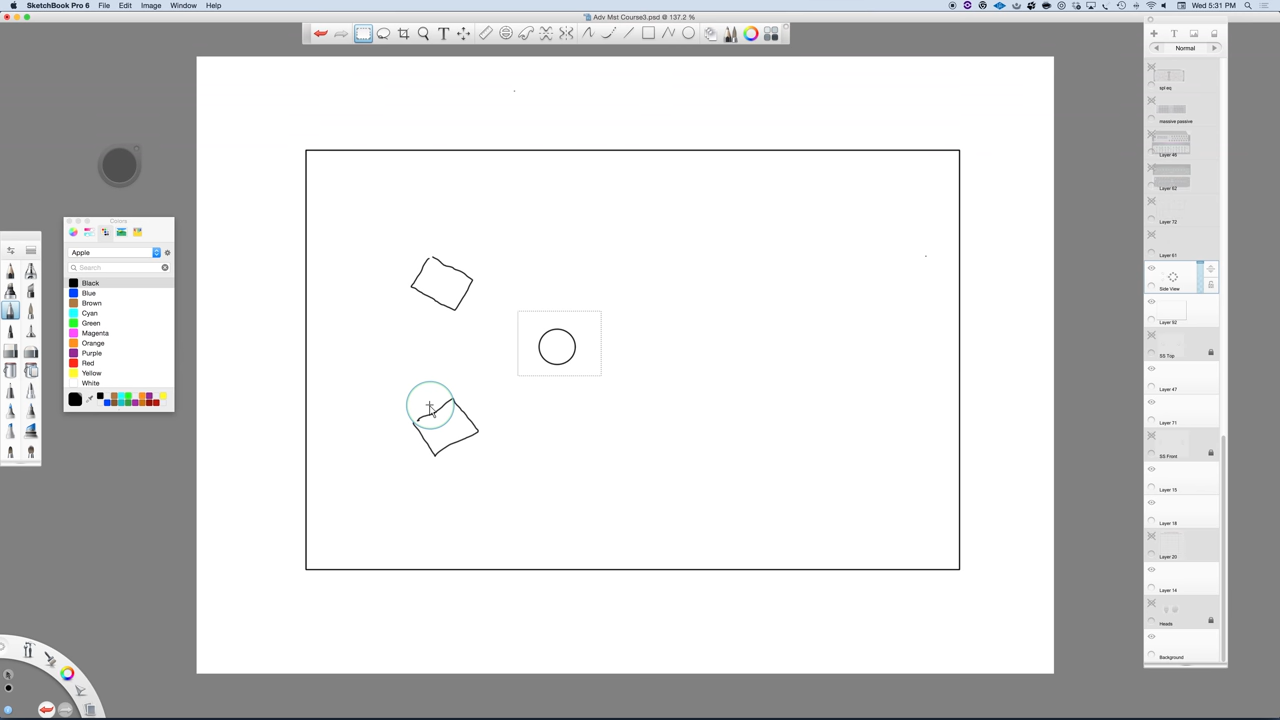 SketchBook Pro 6 File Edit Image Window Help
Wed 5:31 PM
Adv Mst Course3.psd @ 137.2 %
Normal
spl eq
massive passive
Layer 46
Layer 62
Layer 72
Layer 61
Side View
Layer 92
SS Top
Layer 47
Layer 71
SS Front
Layer 15
Layer 18
Layer 20
Layer 14
Heads
Background
Colors
Apple
Search
Black
Blue
Brown
Cyan
Green
Magenta
Orange
Purple
Red
Yellow
White